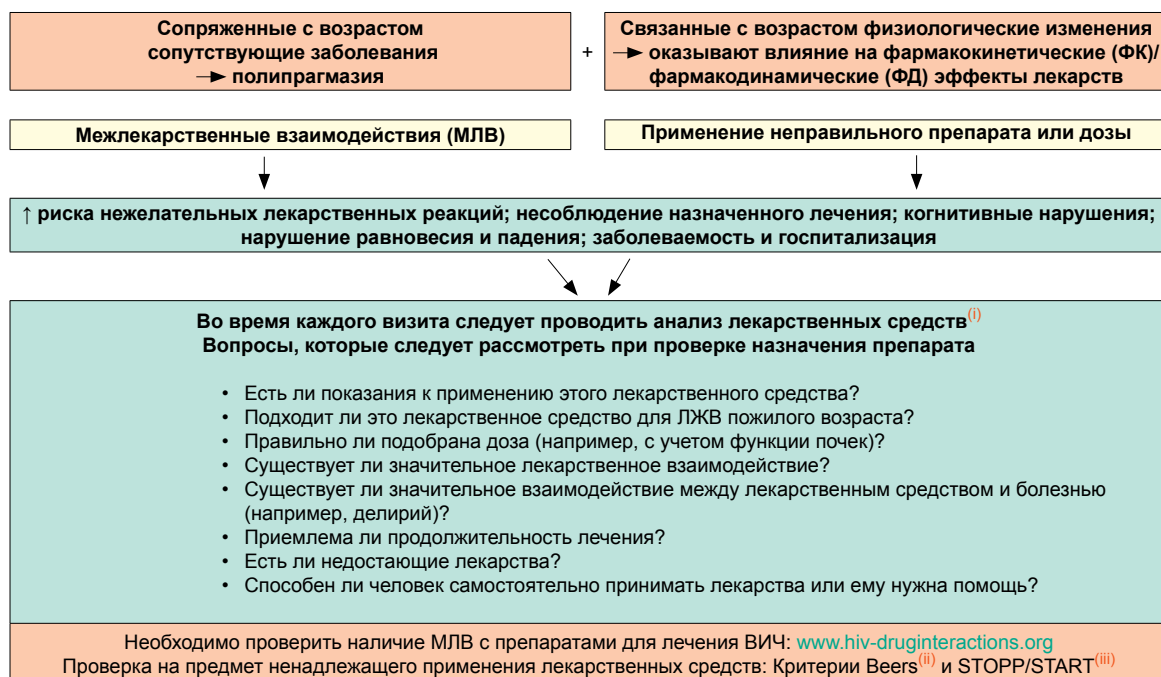 Сопряженные с возрастом
сопутствующие заболевания
→ полипрагмазия
+
Связанные с возрастом физиологические изменения
→ оказывают влияние на фармакокинетические (ФК)/
фармакодинамические (ФД) эффекты лекарств
Межлекарственные взаимодействия (МЛВ)
Применение неправильного препарата или дозы
↑ риска нежелательных лекарственных реакций; несоблюдение назначенного лечения; когнитивные нарушения;
нарушение равновесия и падения; заболеваемость и госпитализация
Во время каждого визита следует проводить анализ лекарственных средств(i)
Вопросы, которые следует рассмотреть при проверке назначения препарата
• Есть ли показания к применению этого лекарственного средства?
• Подходит ли это лекарственное средство для ЛЖВ пожилого возраста?
• Правильно ли подобрана доза (например, с учетом функции почек)?
• Существует ли значительное лекарственное взаимодействие?
• Существует ли значительное взаимодействие между лекарственным средством и болезнью
(например, делирий)?
• Приемлема ли продолжительность лечения?
• Есть ли недостающие лекарства?
• Способен ли человек самостоятельно принимать лекарства или ему нужна помощь?
Необходимо проверить наличие МЛВ с препаратами для лечения ВИЧ: www.hiv-druginteractions.org
Проверка на предмет ненадлежащего применения лекарственных средств: Критерии Beers(ii) и STOPP/START(iii)